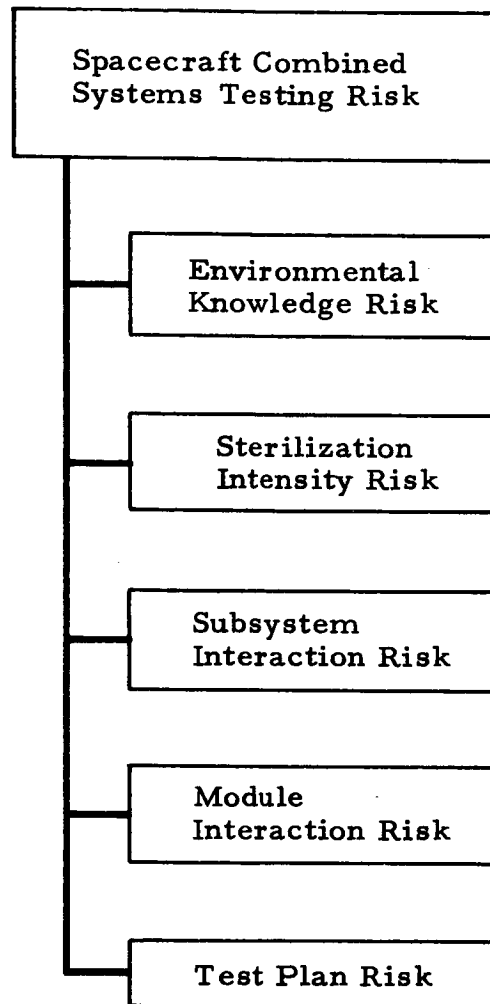 Spacecraft Combined
Systems Testing Risk
Environmental
Knowledge Risk
Sterilization
Intensity Risk
Subsystem
Interaction Risk
Module
Interaction Risk
Test Plan Risk